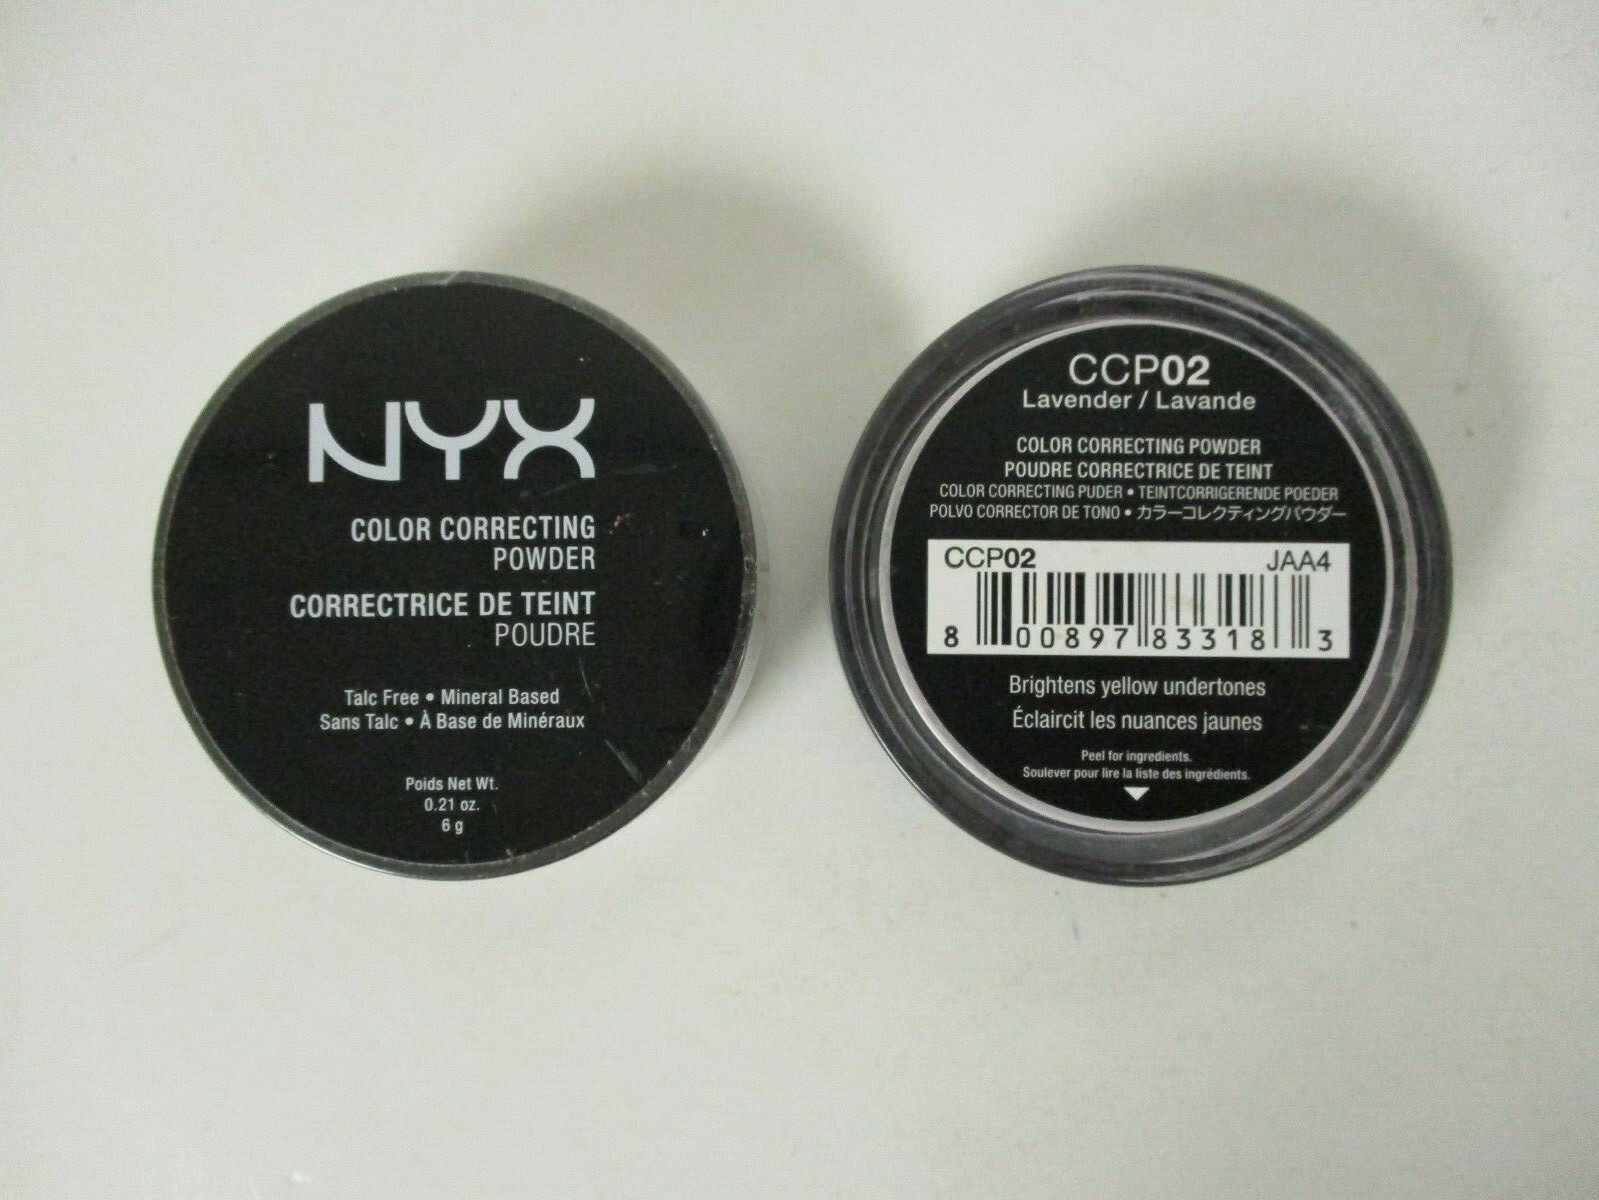 NYX
COLOR CORRECTING
POWDER
CORRECTRICE DE TEINT
POUDRE
Talc Free • Mineral Based
Sans Talc • À Base de Minéraux
Poids Net Wt.
0.21 oz.
6 g
CCP02
Lavender / Lavande
COLOR CORRECTING POWDER
POUDRE CORRECTRICE DE TEINT
COLOR CORRECTING PUDER • TEINTCORRIGERENDE POEDER
POLVO CORRECTOR DE TONO • カラーコレクティングパウダー
CCP02 JAA4
8 00897 83318 3
Brightens yellow undertones
Éclaircit les nuances jaunes
Peel for ingredients.
Soulever pour lire la liste des ingrédients.